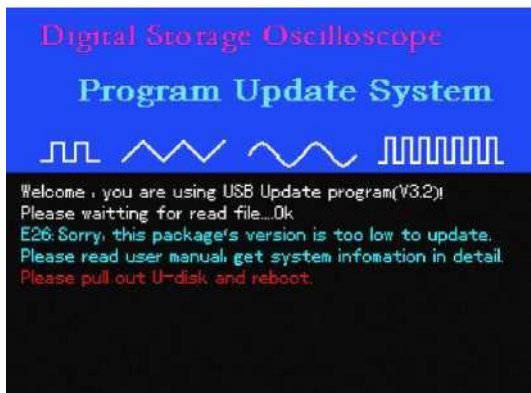 Digital Storage Oscilloscope
Program Update System
Welcome , you are using USB Update program(V3.2)!
Please waitting for read file....Ok
E26:Sorry, this package's version is too low to update.
Please read user manual, get system infomation in detail.
Please pull out U-disk and reboot.